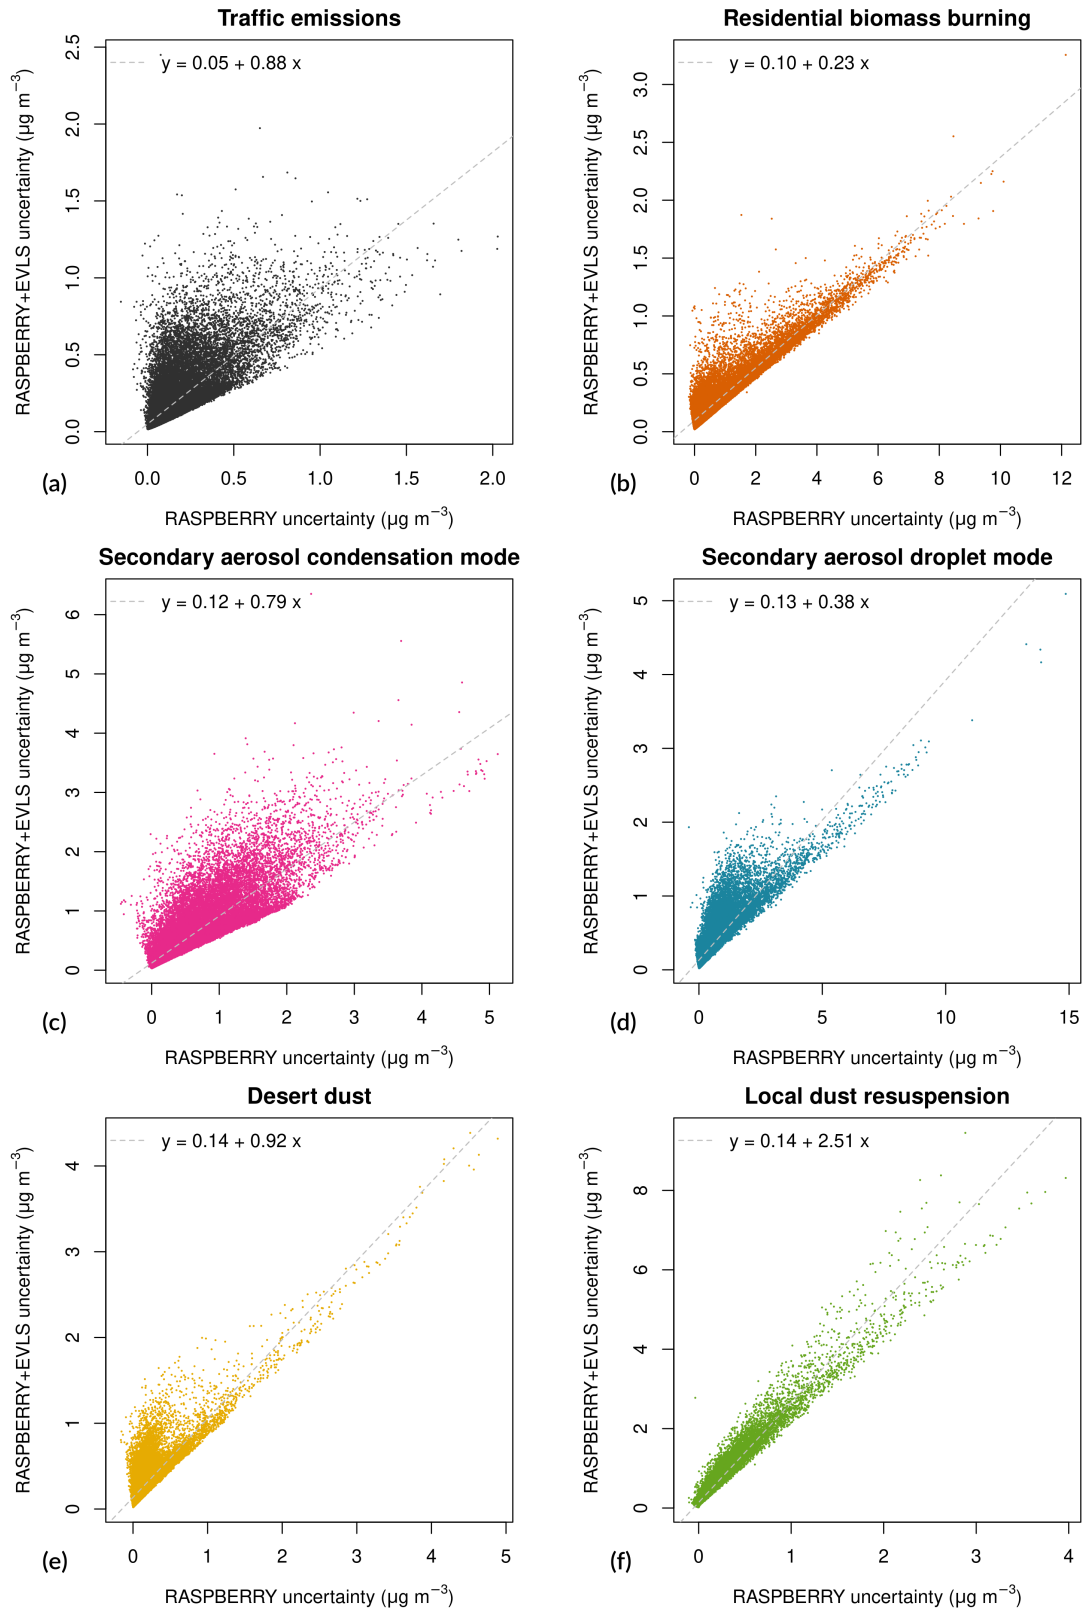 Traffic emissions
y = 0.05 + 0.88 x
RASPBERRY+EVLS uncertainty (µg m⁻³)
0.0 0.5 1.0 1.5 2.0 2.5
0.0 0.5 1.0 1.5 2.0
(a)
RASPBERRY uncertainty (µg m⁻³)
Residential biomass burning
y = 0.10 + 0.23 x
RASPBERRY+EVLS uncertainty (µg m⁻³)
0.0 0.5 1.0 1.5 2.0 2.5 3.0
0 2 4 6 8 10 12
(b)
RASPBERRY uncertainty (µg m⁻³)
Secondary aerosol condensation mode
y = 0.12 + 0.79 x
RASPBERRY+EVLS uncertainty (µg m⁻³)
0 1 2 3 4 5 6
0 1 2 3 4 5
(c)
RASPBERRY uncertainty (µg m⁻³)
Secondary aerosol droplet mode
y = 0.13 + 0.38 x
RASPBERRY+EVLS uncertainty (µg m⁻³)
0 1 2 3 4 5
0 5 10 15
(d)
RASPBERRY uncertainty (µg m⁻³)
Desert dust
y = 0.14 + 0.92 x
RASPBERRY+EVLS uncertainty (µg m⁻³)
0 1 2 3 4
0 1 2 3 4 5
(e)
RASPBERRY uncertainty (µg m⁻³)
Local dust resuspension
y = 0.14 + 2.51 x
RASPBERRY+EVLS uncertainty (µg m⁻³)
0 2 4 6 8
0 1 2 3 4
(f)
RASPBERRY uncertainty (µg m⁻³)